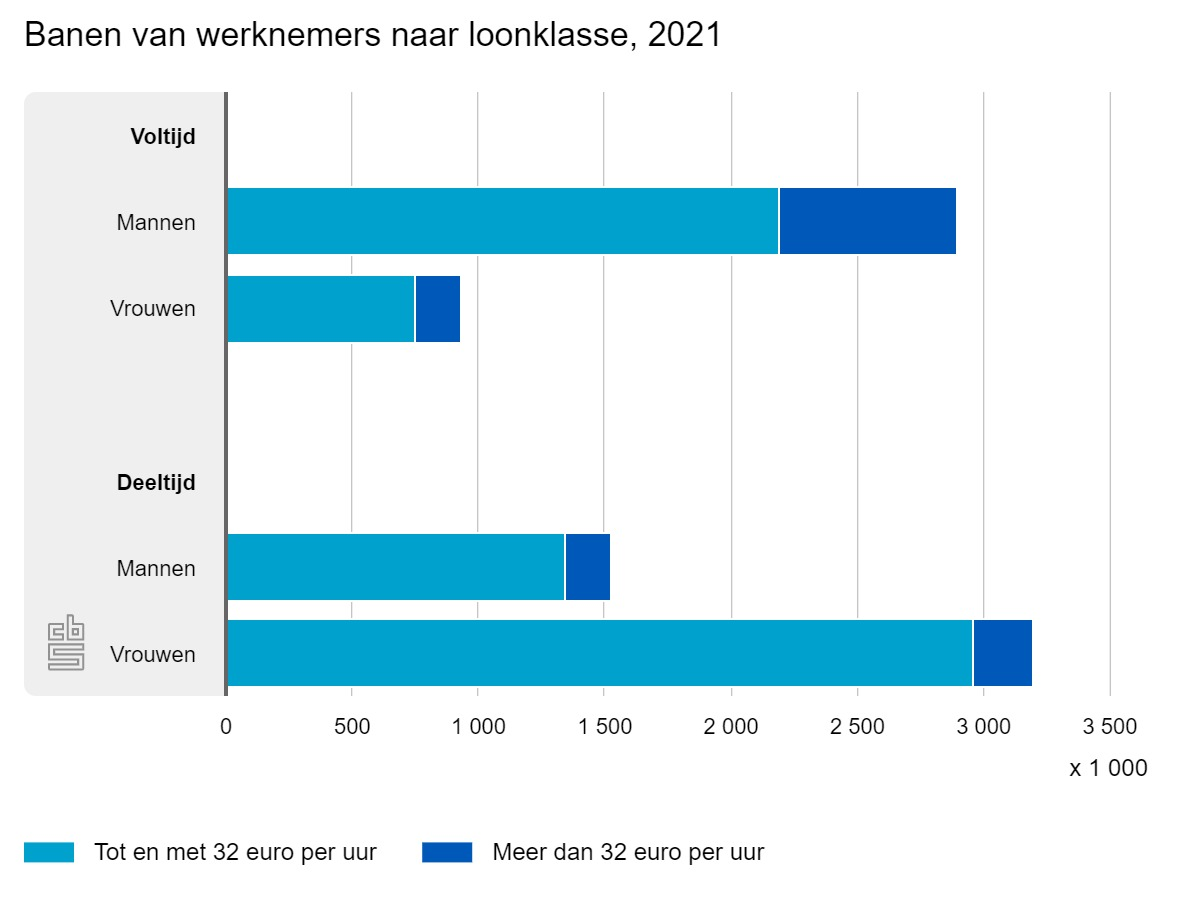 Banen van werknemers naar loonklasse, 2021
Voltijd
Mannen
Vrouwen
Deeltijd
Mannen
cbs
Vrouwen
0 500 1 000 1 500 2 000 2 500 3 000 3 500
x 1 000
Tot en met 32 euro per uur Meer dan 32 euro per uur